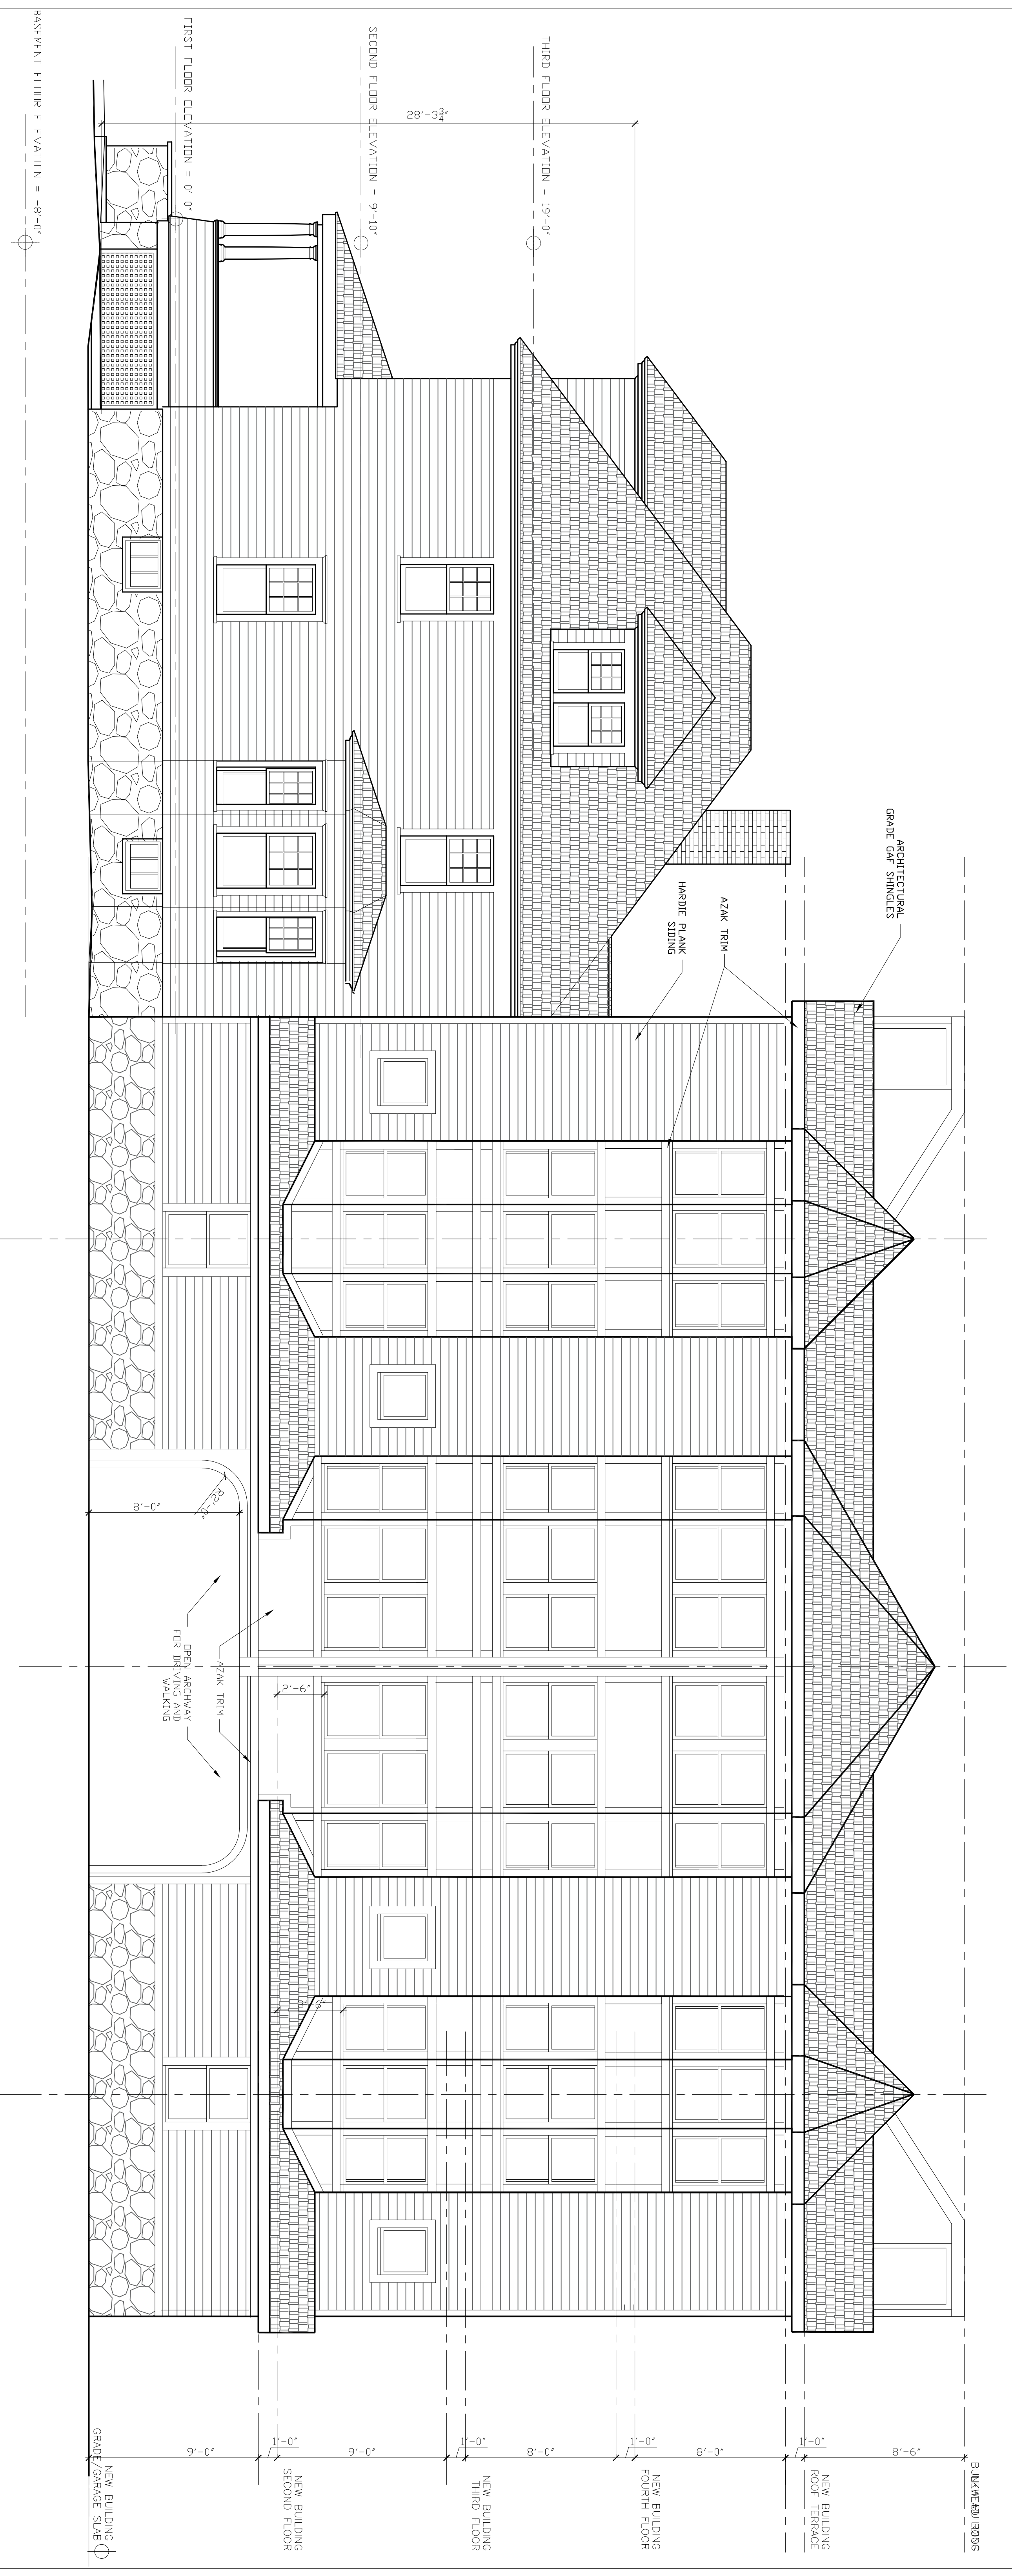 BASEMENT FLOOR ELEVATION = -8'-0"
FIRST FLOOR ELEVATION = 0'-0"
SECOND FLOOR ELEVATION = 9'-10"
THIRD FLOOR ELEVATION = 19'-0"
28'-3 3/4"
ARCHITECTURAL
GRADE GAF SHINGLES
AZAK TRIM
HARDIE PLANK
SIDING
8'-0"
R2'-0"
OPEN ARCHWAY
FOR DRIVING AND
WALKING
AZAK TRIM
2'-6"
9'-0"
1'-0"
9'-0"
1'-0"
8'-0"
1'-0"
8'-0"
1'-0"
8'-6"
NEW BUILDING
GRADE/GARAGE SLAB
NEW BUILDING
SECOND FLOOR
NEW BUILDING
THIRD FLOOR
NEW BUILDING
FOURTH FLOOR
NEW BUILDING
ROOF TERRACE
NEW BUILDING